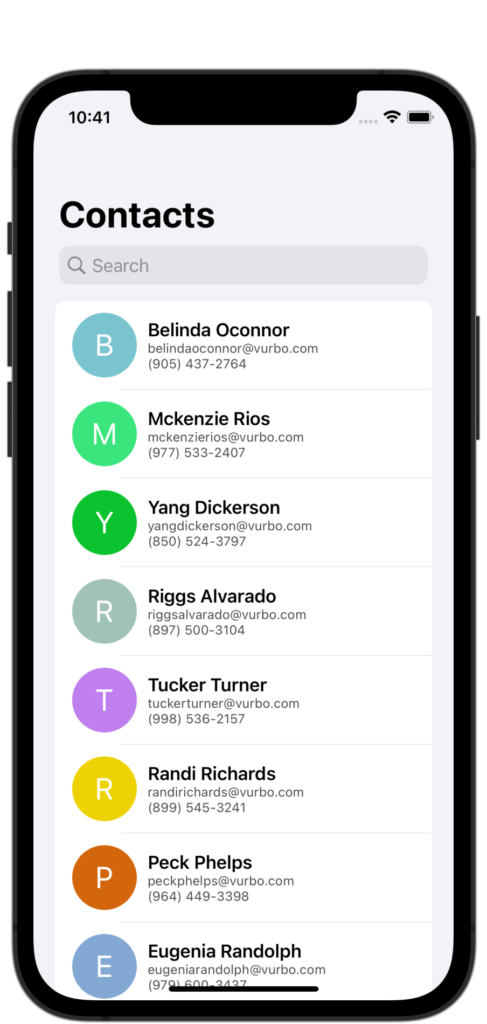 10:41
Contacts
Search
B
Belinda Oconnor
belindaoconnor@vurbo.com
(905) 437-2764
M
Mckenzie Rios
mckenzierios@vurbo.com
(977) 533-2407
Y
Yang Dickerson
yangdickerson@vurbo.com
(850) 524-3797
R
Riggs Alvarado
riggsalvarado@vurbo.com
(897) 500-3104
T
Tucker Turner
tuckerturner@vurbo.com
(998) 536-2157
R
Randi Richards
randirichards@vurbo.com
(899) 545-3241
P
Peck Phelps
peckphelps@vurbo.com
(964) 449-3398
E
Eugenia Randolph
eugeniarandolph@vurbo.com
(979) 600-3437